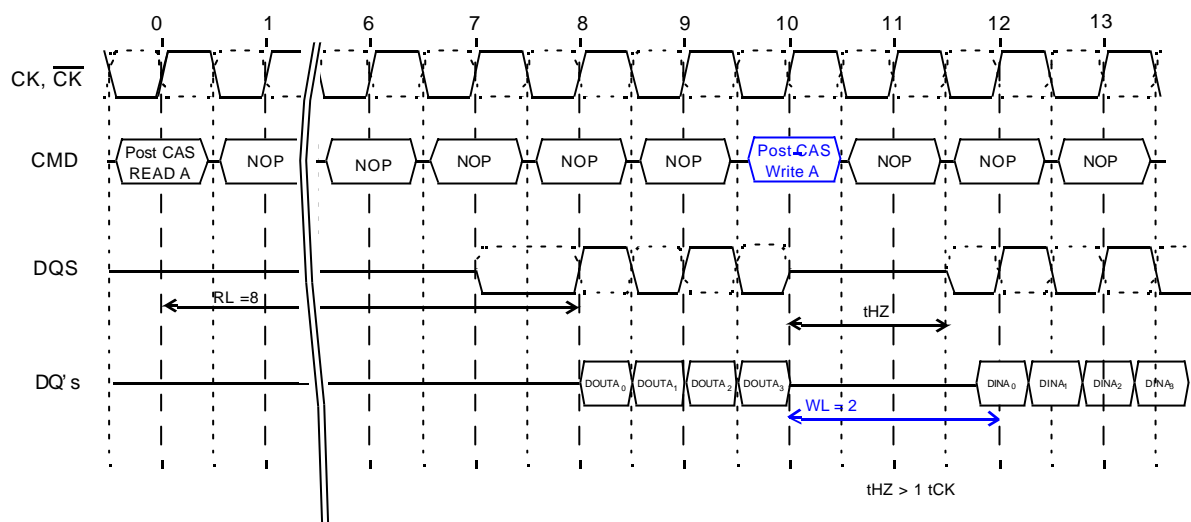 0 1 6 7 8 9 10 11 12 13
CK, CK
CMD
Post CAS
READ A
NOP
NOP
NOP
NOP
NOP
Post CAS
Write A
NOP
NOP
NOP
DQS
RL =8
tHZ
DQ's
DOUTA0 DOUTA1 DOUTA2 DOUTA3
DINA0 DINA1 DINA2 DINA3
WL = 2
tHZ > 1 tCK